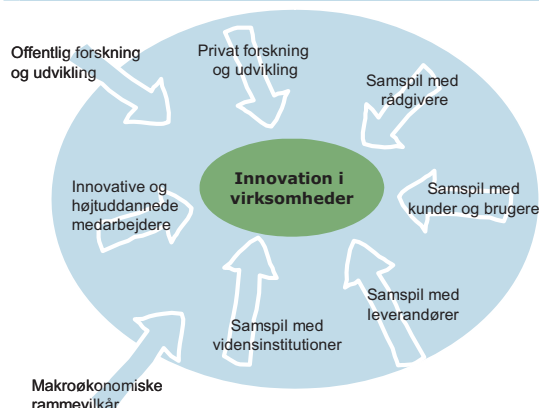 Offentlig forskning
og udvikling
Privat forskning
og udvikling
Samspil med
rådgivere
Innovation i
virksomheder
Innovative og
højtuddannede
medarbejdere
Samspil med
kunder og brugere
Samspil med
leverandører
Samspil med
vidensinstitutioner
Makroøkonomiske
rammevilkår